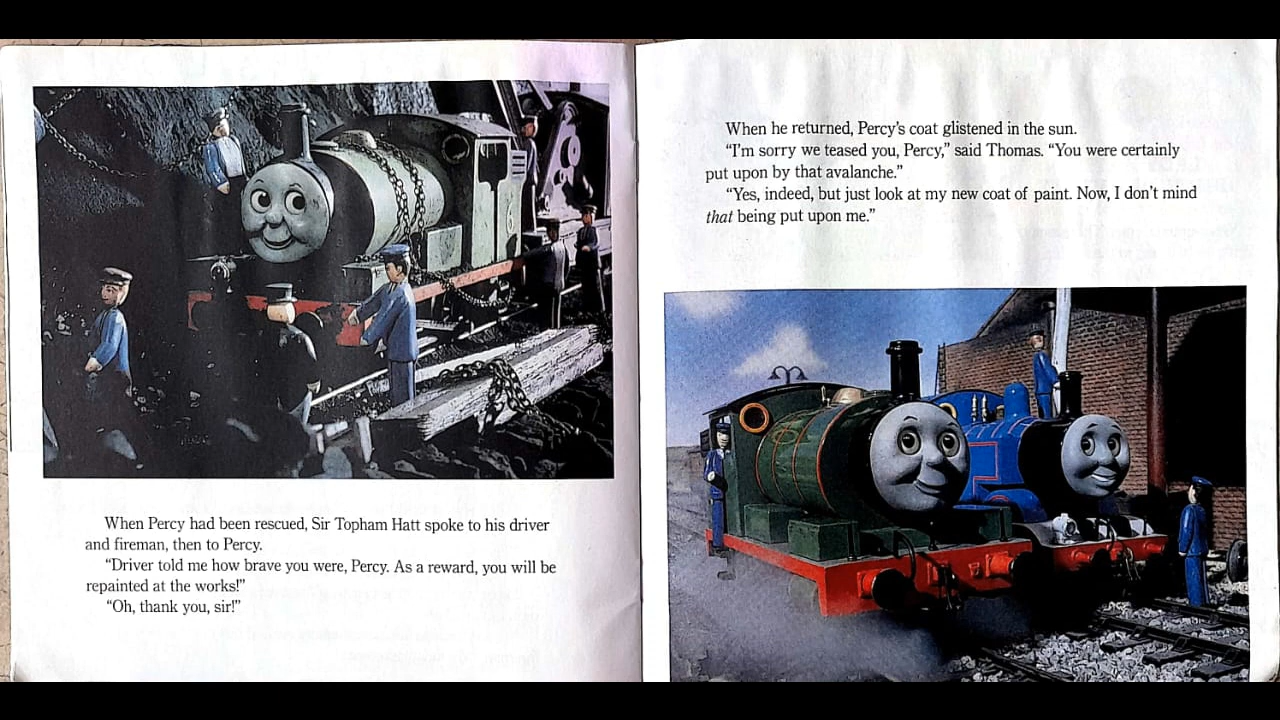 When Percy had been rescued, Sir Topham Hatt spoke to his driver
and fireman, then to Percy.
“Driver told me how brave you were, Percy. As a reward, you will be
repainted at the works!”
“Oh, thank you, sir!”
When he returned, Percy’s coat glistened in the sun.
“I’m sorry we teased you, Percy,” said Thomas. “You were certainly
put upon by that avalanche.”
“Yes, indeed, but just look at my new coat of paint. Now, I don’t mind
that being put upon me.”